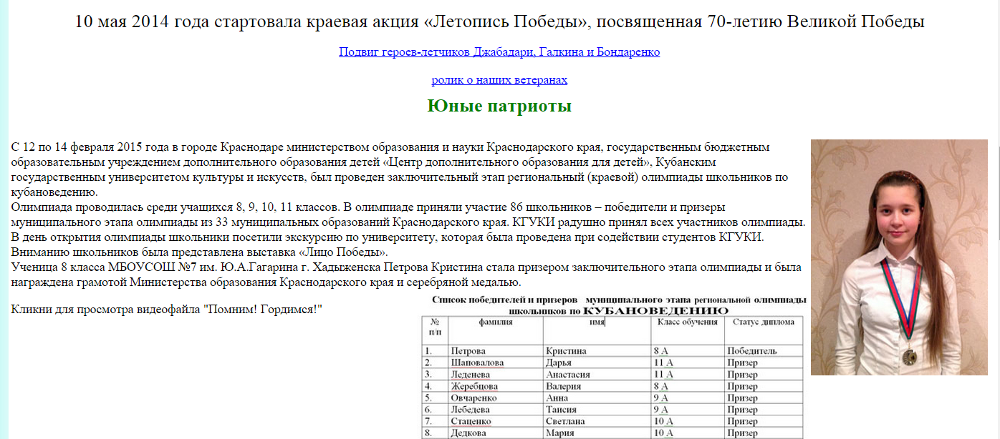 10 мая 2014 года стартовала краевая акция «Летопись Победы», посвященная 70-летию Великой Победы
Подвиг героев-летчиков Джабадари, Галкина и Бондаренко
ролик о наших ветеранах
Юные патриоты
С 12 по 14 февраля 2015 года в городе Краснодаре министерством образования и науки Краснодарского края, государственным бюджетным
образовательным учреждением дополнительного образования детей «Центр дополнительного образования для детей», Кубанским
государственным университетом культуры и искусств, был проведен заключительный этап региональный (краевой) олимпиады школьников по
кубановедению.
Олимпиада проводилась среди учащихся 8, 9, 10, 11 классов. В олимпиаде приняли участие 86 школьников – победители и призеры
муниципального этапа олимпиады из 33 муниципальных образований Краснодарского края. КГУКИ радушно принял всех участников олимпиады.
В день открытия олимпиады школьники посетили экскурсию по университету, которая была проведена при содействии студентов КГУКИ.
Вниманию школьников была представлена выставка «Лицо Победы».
Ученица 8 класса МБОУСОШ №7 им. Ю.А.Гагарина г. Хадыженска Петрова Кристина стала призером заключительного этапа олимпиады и была
награждена грамотой Министерства образования Краснодарского края и серебряной медалью.
Кликни для просмотра видеофайла "Помним! Гордимся!"
Список победителей и призеров муниципального этапа региональной олимпиады
школьников по КУБАНОВЕДЕНИЮ
№ п/п фамилия имя Класс обучения Статус диплома
1. Петрова Кристина 8 А Победитель
2. Шаповалова Дарья 11 А Призер
3. Леденева Анастасия 11 А Призер
4. Жеребцова Валерия 8 А Призер
5. Овчаренко Анна 9 А Призер
6. Лебедева Таисия 9 А Призер
7. Стаценко Светлана 10 А Призер
8. Дедкова Мария 10 А Призер